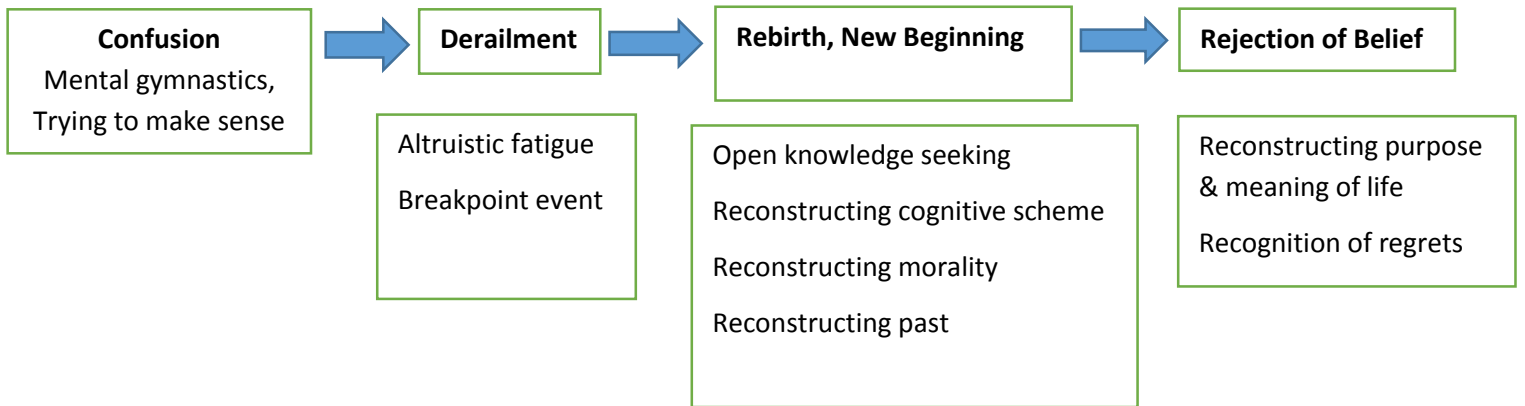 Confusion
Mental gymnastics,
Trying to make sense
Derailment
Altruistic fatigue
Breakpoint event
Rebirth, New Beginning
Open knowledge seeking
Reconstructing cognitive scheme
Reconstructing morality
Reconstructing past
Rejection of Belief
Reconstructing purpose
& meaning of life
Recognition of regrets